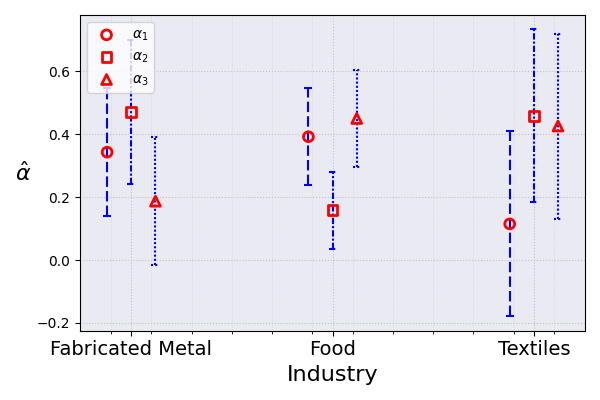 α₁
α₂
α₃
0.6
0.4
α̂
0.2
0.0
−0.2
Fabricated Metal Food Textiles
Industry